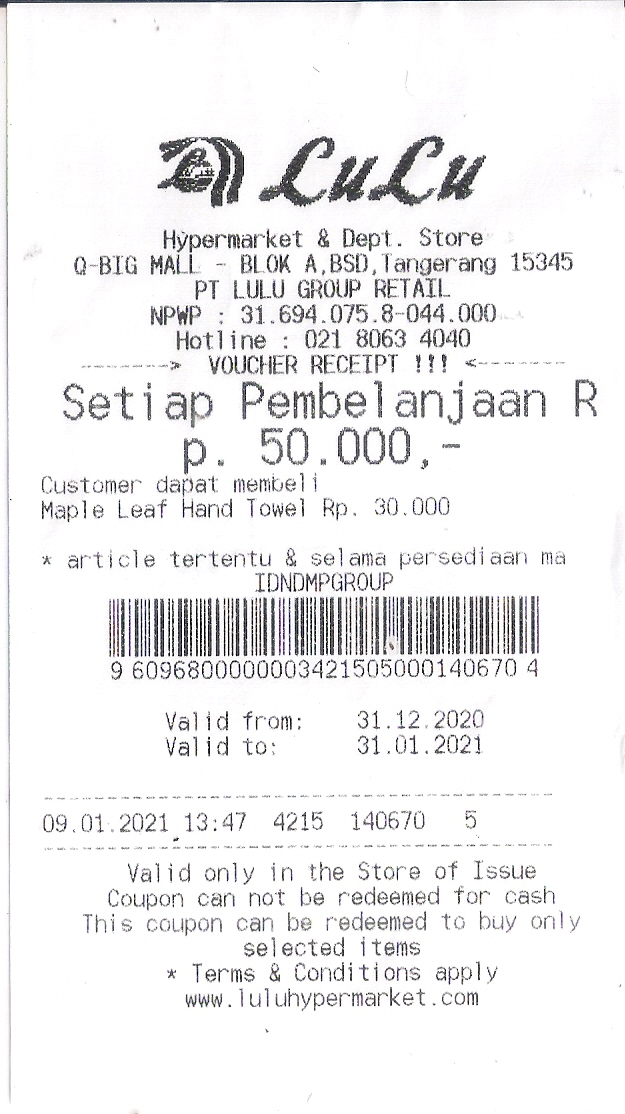 LuLu
Hypermarket & Dept. Store
Q-BIG MALL - BLOK A,BSD,Tangerang 15345
PT LULU GROUP RETAIL
NPWP : 31.694.075.8-044.000
Hotline : 021 8063 4040
-------> VOUCHER RECEIPT !!! <-------
Setiap Pembelanjaan R
p. 50.000,-
Customer dapat membeli
Maple Leaf Hand Towel Rp. 30.000
* article tertentu & selama persediaan ma
IDNDMPGROUP
9 60968000000003421505000140670 4
Valid from: 31.12.2020
Valid to: 31.01.2021
09.01.2021 13:47 4215 140670 5
Valid only in the Store of Issue
Coupon can not be redeemed for cash
This coupon can be redeemed to buy only
selected items
* Terms & Conditions apply
www.luluhypermarket.com